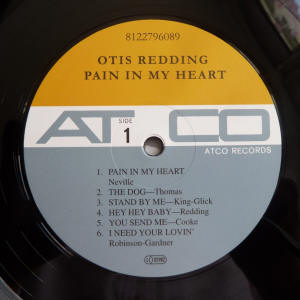 8122796089
OTIS REDDING
PAIN IN MY HEART
ATCO
SIDE
1
ATCO RECORDS
1. PAIN IN MY HEART
Neville
2. THE DOG—Thomas
3. STAND BY ME—King-Glick
4. HEY HEY BABY—Redding
5. YOU SEND ME—Cooke
6. I NEED YOUR LOVIN'
Robinson-Gardner